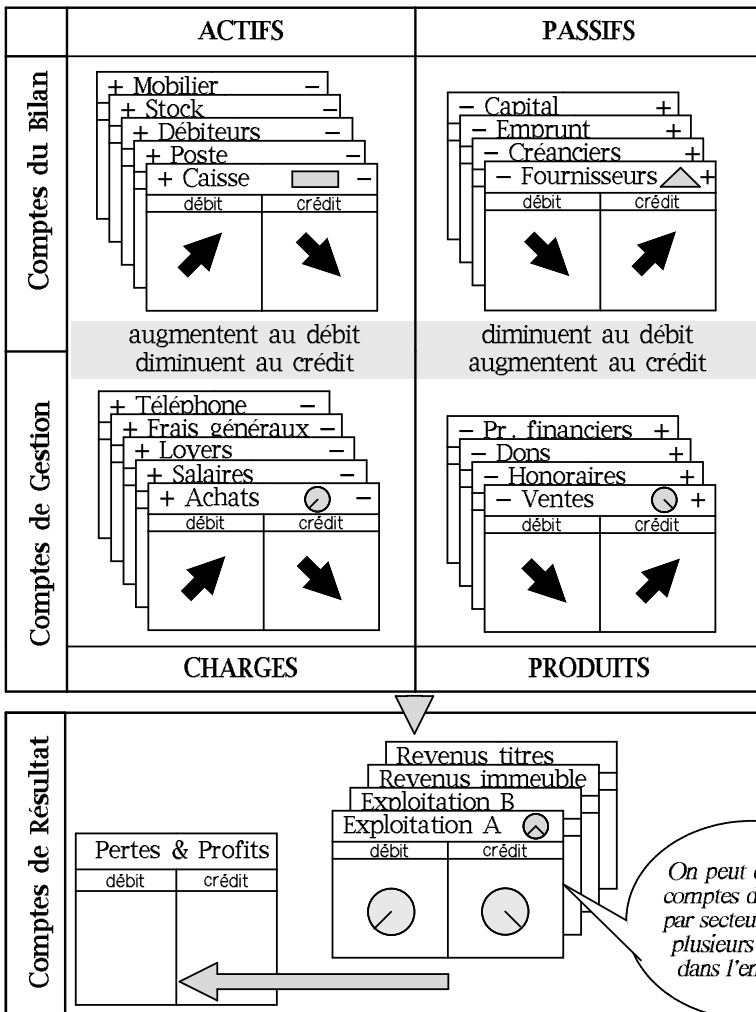 ACTIFS
PASSIFS
Comptes du Bilan
+ Mobilier −
+ Stock −
+ Débiteurs −
+ Poste −
+ Caisse −
débit crédit
− Capital +
− Emprunt +
− Créanciers +
− Fournisseurs +
débit crédit
augmentent au débit
diminuent au crédit
diminuent au débit
augmentent au crédit
Comptes de Gestion
+ Téléphone −
+ Frais généraux −
+ Loyers −
+ Salaires −
+ Achats −
débit crédit
− Pr. financiers +
− Dons +
− Honoraires +
− Ventes +
débit crédit
CHARGES
PRODUITS
Comptes de Résultat
Pertes & Profits
débit crédit
Revenus titres
Revenus immeuble
Exploitation B
Exploitation A
débit crédit
On peut
comptes
par secteu
plusieurs
dans l'en